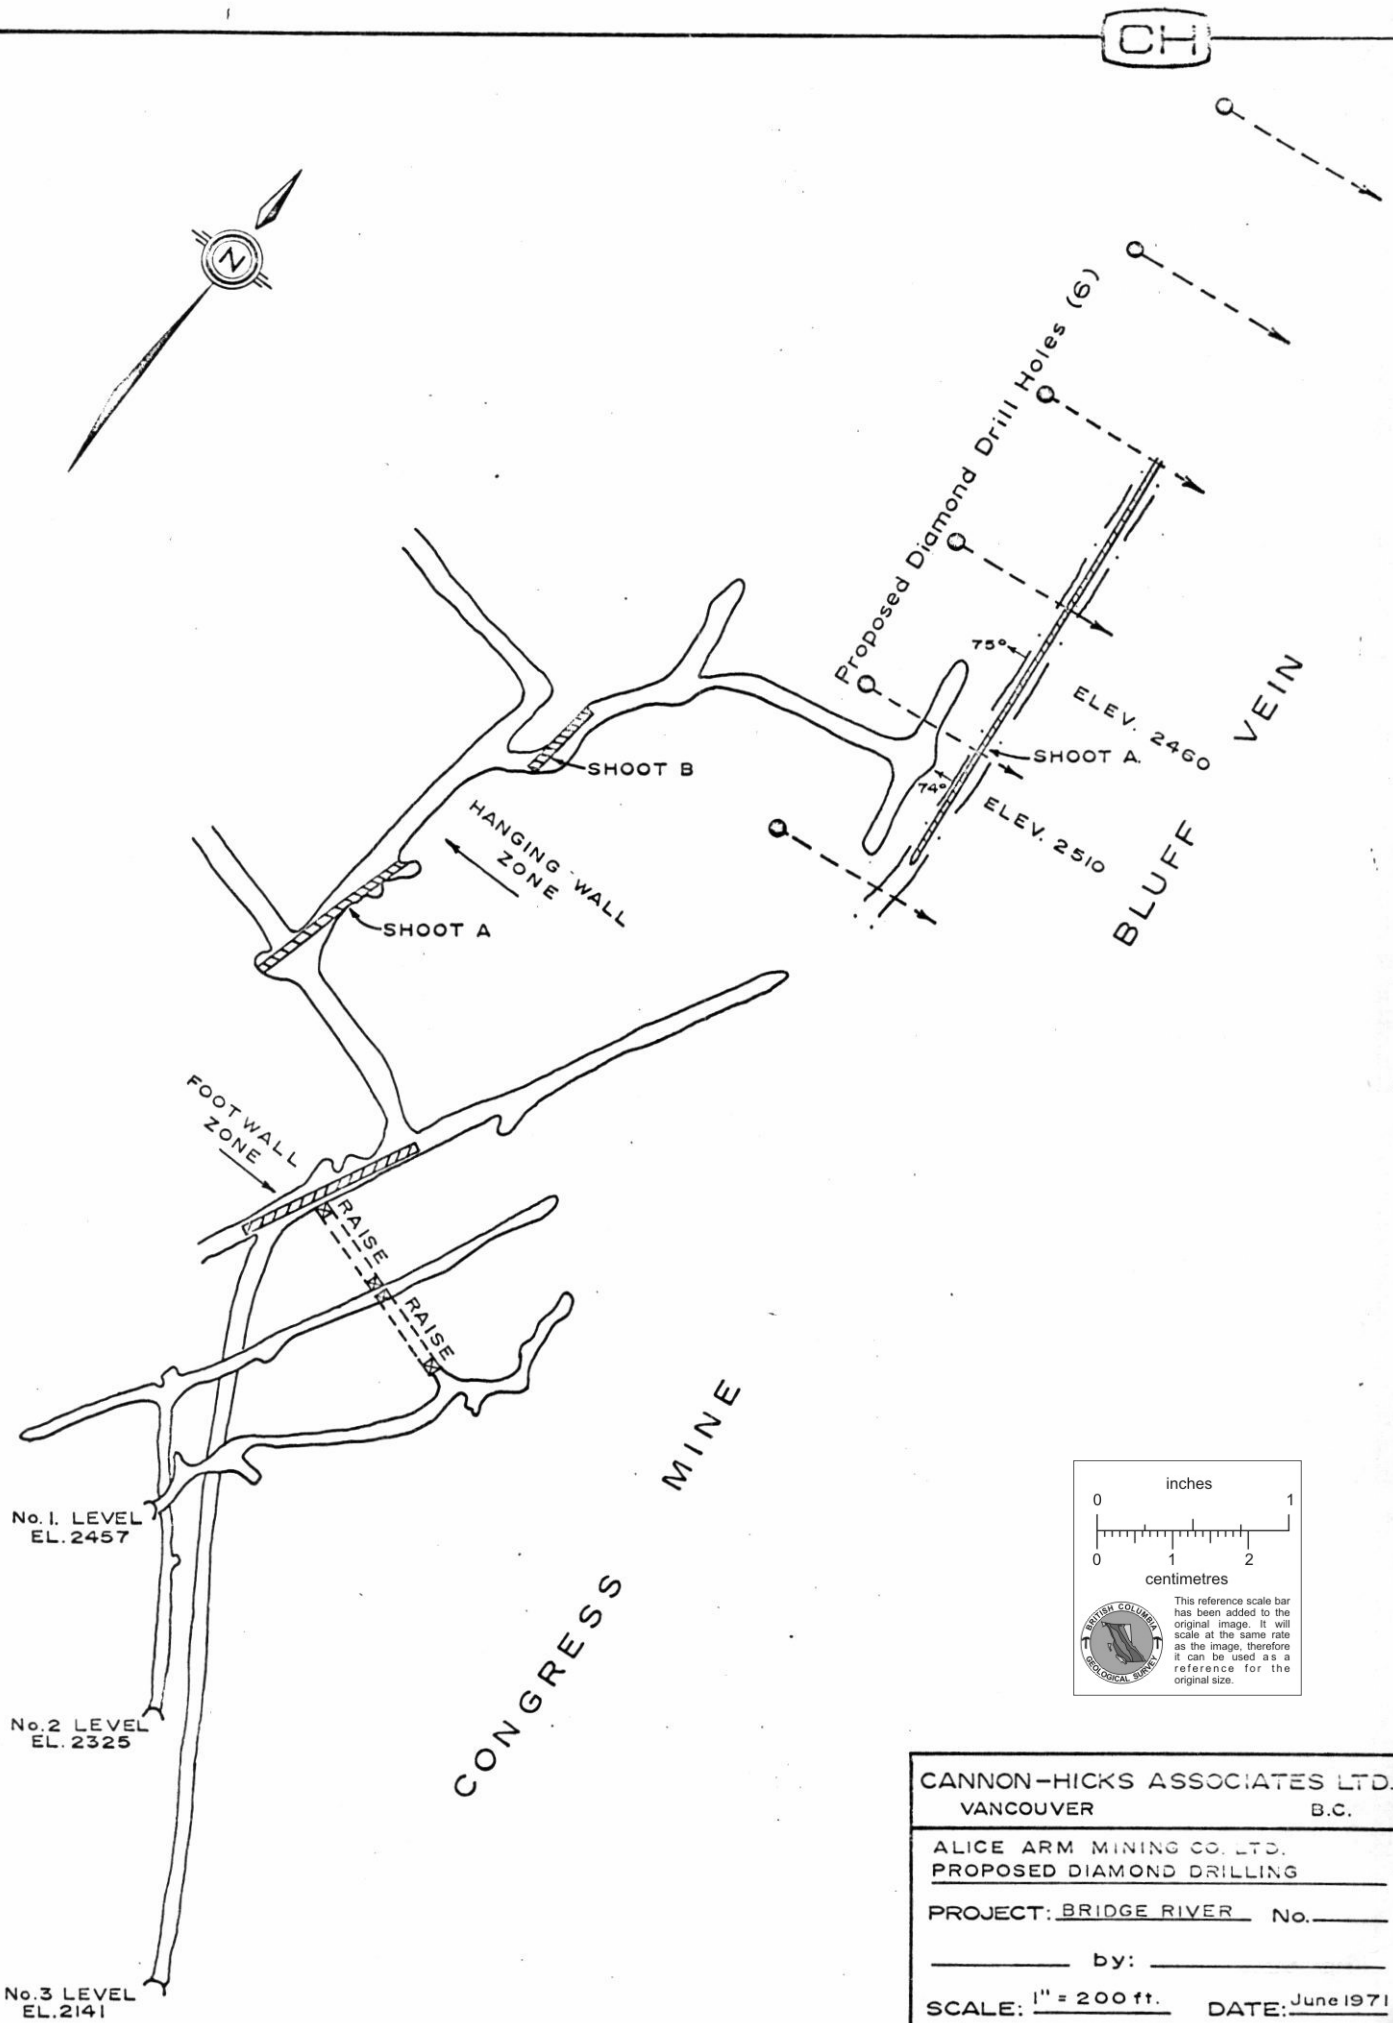 CH
N
Proposed Diamond Drill Holes (6)
75°
ELEV. 2460
SHOOT A.
74°
ELEV. 2510
BLUFF VEIN
SHOOT B
HANGING WALL
ZONE
SHOOT A
FOOTWALL
ZONE
RAISE
RAISE
No.1. LEVEL
EL.2457
No.2 LEVEL
EL.2325
No.3 LEVEL
EL.2141
CONGRESS MINE
inches
0 1
0 1 2
centimetres
BRITISH COLUMBIA
GEOLOGICAL SURVEY
This reference scale bar
has been added to the
original image. It will
scale at the same rate
as the image, therefore
it can be used as a
reference for the
original size.
CANNON-HICKS ASSOCIATES LTD.
VANCOUVER B.C.
ALICE ARM MINING CO. LTD.
PROPOSED DIAMOND DRILLING
PROJECT: BRIDGE RIVER No.
by:
SCALE: 1" = 200 ft. DATE: June 1971